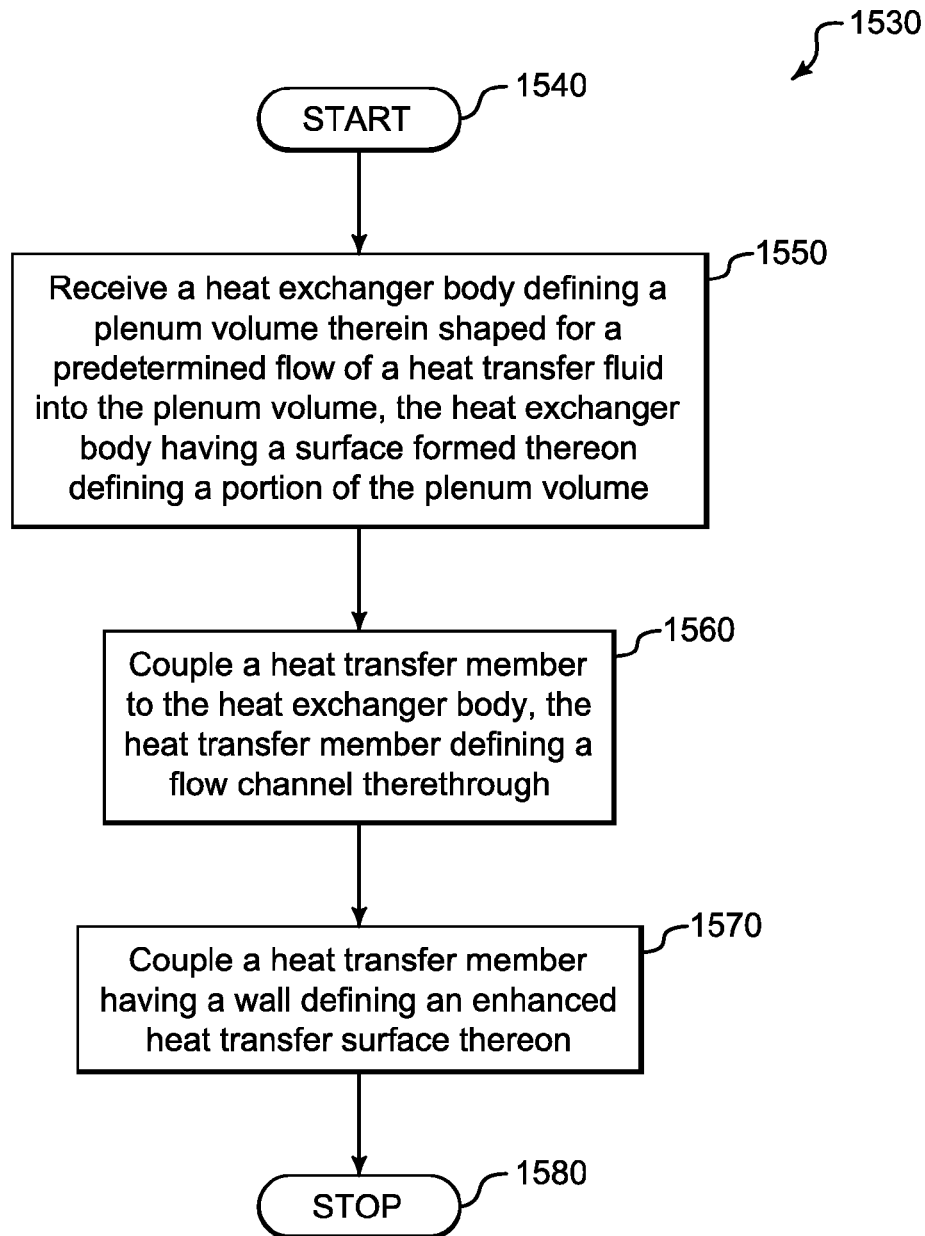 1530
1540
START
1550
Receive a heat exchanger body defining a
plenum volume therein shaped for a
predetermined flow of a heat transfer fluid
into the plenum volume, the heat exchanger
body having a surface formed thereon
defining a portion of the plenum volume
1560
Couple a heat transfer member
to the heat exchanger body, the
heat transfer member defining a
flow channel therethrough
1570
Couple a heat transfer member
having a wall defining an enhanced
heat transfer surface thereon
1580
STOP